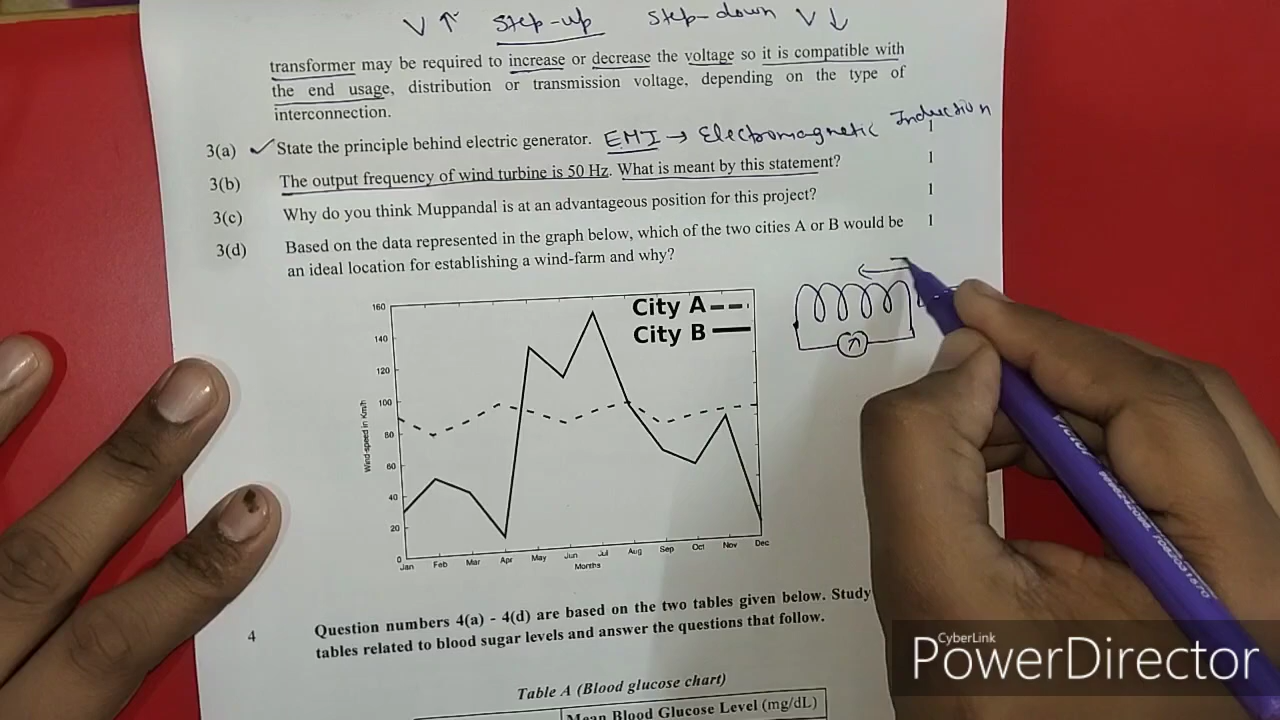 V ↑ Step-up Step-down V ↓
transformer may be required to increase or decrease the voltage so it is compatible with
the end usage, distribution or transmission voltage, depending on the type of
interconnection.
3(a) ✓ State the principle behind electric generator. EMI → Electromagnetic Induction 1
3(b) The output frequency of wind turbine is 50 Hz. What is meant by this statement? 1
3(c) Why do you think Muppandal is at an advantageous position for this project? 1
3(d) Based on the data represented in the graph below, which of the two cities A or B would be 1
an ideal location for establishing a wind-farm and why?
City A
City B
160
140
120
100
80
60
40
20
0
Wind-speed in Km/h
Jan Feb Mar Apr May Jun Jul Aug Sep Oct Nov Dec
Months
4 Question numbers 4(a) - 4(d) are based on the two tables given below. Study
tables related to blood sugar levels and answer the questions that follow.
Table A (Blood glucose chart)
Mean Blood Glucose Level (mg/dL)
CyberLink
PowerDirector